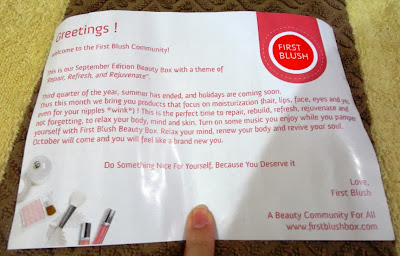 Greetings !
FIRST
BLUSH
welcome to the First Blush Community!
This is our September Edition Beauty Box with a theme of
"Repair, Refresh, and Rejuvenate".
Third quarter of the year, summer has ended, and holidays are coming soon.
Thus this month we bring you products that focus on moisturization (hair, lips, face, eyes and yes,
even for your nipples *wink*) ! This is the perfect time to repair, rebuild, refresh, rejuvenate and
not forgetting, to relax your body, mind and skin. Turn on some music you enjoy while you pamper
yourself with First Blush Beauty Box. Relax your mind, renew your body and revive your soul.
October will come and you will feel like a brand new you.
Do Something Nice For Yourself, Because You Deserve it
Love,
First Blush
A Beauty Community For All
www.firstblushbox.com